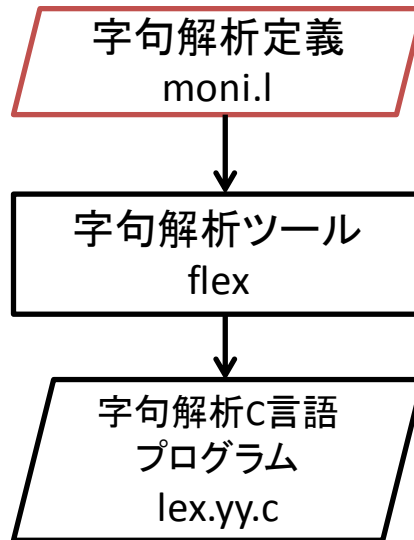 字句解析定義
moni.l
字句解析ツール
flex
字句解析C言語
プログラム
lex.yy.c